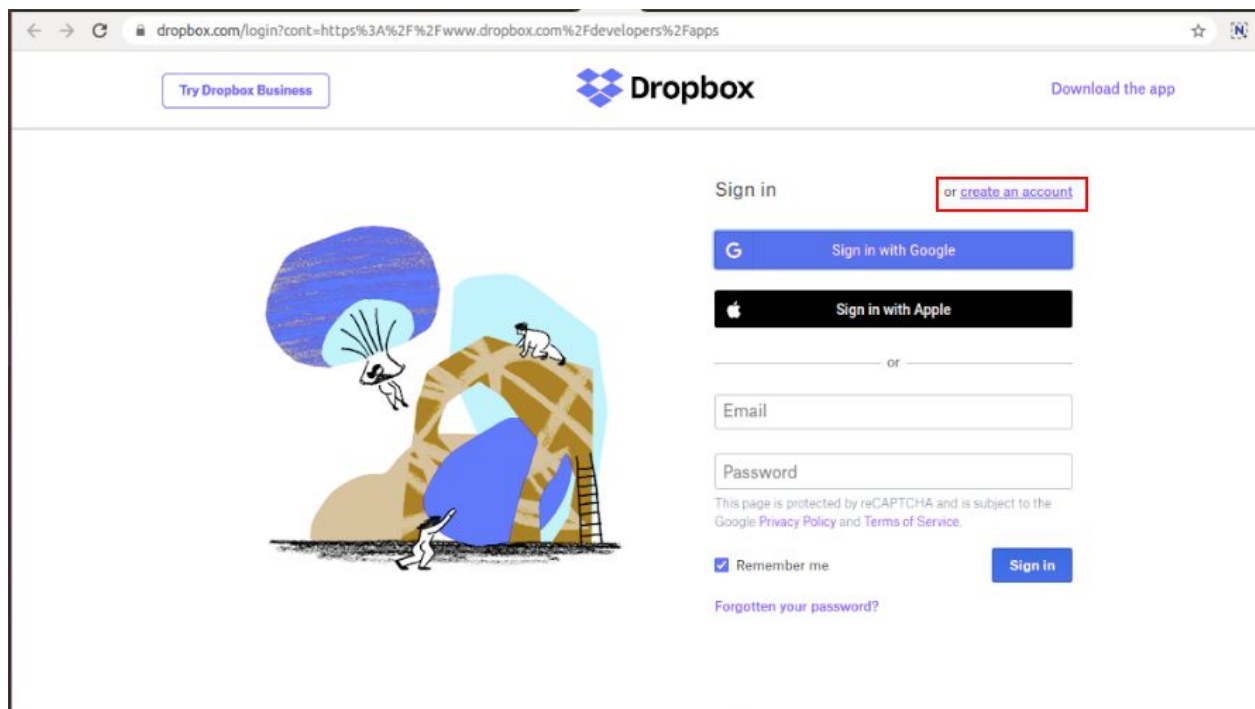 dropbox.com/login?cont=https%3A%2F%2Fwww.dropbox.com%2Fdevelopers%2Fapps
Try Dropbox Business
Dropbox
Download the app
Sign in
or create an account
G
Sign in with Google
Sign in with Apple
or
Email
Password
This page is protected by reCAPTCHA and is subject to the
Google Privacy Policy and Terms of Service.
Remember me
Sign in
Forgotten your password?